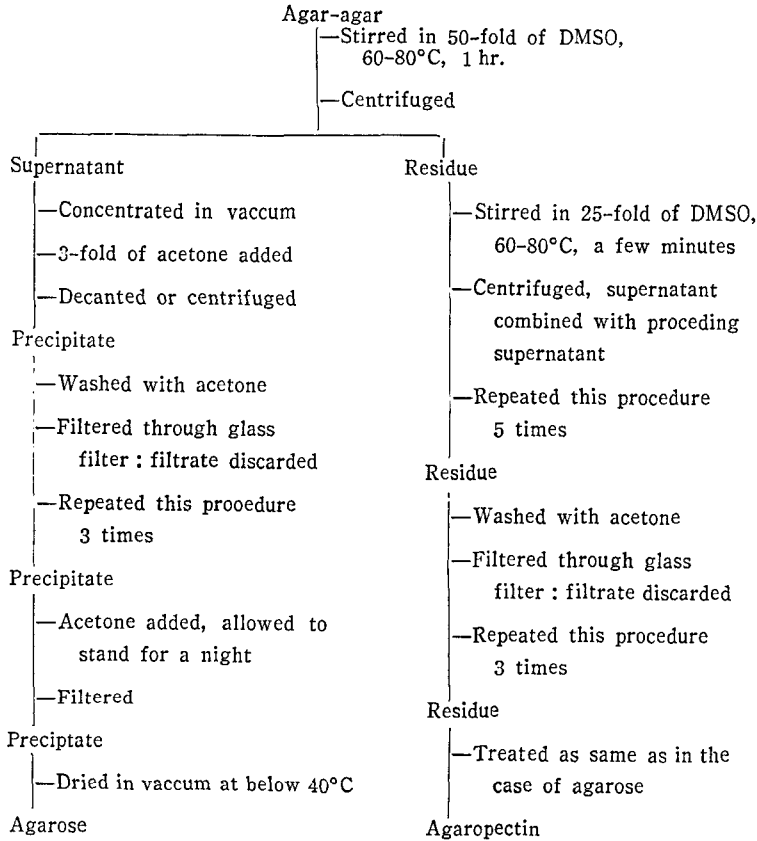 Agar-agar
—Stirred in 50-fold of DMSO,
60-80°C, 1 hr.
—Centrifuged
Supernatant
—Concentrated in vaccum
—3-fold of acetone added
—Decanted or centrifuged
Precipitate
—Washed with acetone
—Filtered through glass
filter : filtrate discarded
—Repeated this prooedure
3 times
Precipitate
—Acetone added, allowed to
stand for a night
—Filtered
Preciptate
—Dried in vaccum at below 40°C
Agarose
Residue
—Stirred in 25-fold of DMSO,
60-80°C, a few minutes
—Centrifuged, supernatant
combined with proceding
supernatant
—Repeated this procedure
5 times
Residue
—Washed with acetone
—Filtered through glass
filter : filtrate discarded
—Repeated this procedure
3 times
Residue
—Treated as same as in the
case of agarose
Agaropectin